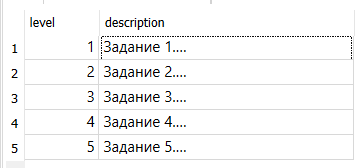 level description
1 1 Задание 1....
2 2 Задание 2....
3 3 Задание 3....
4 4 Задание 4....
5 5 Задание 5....